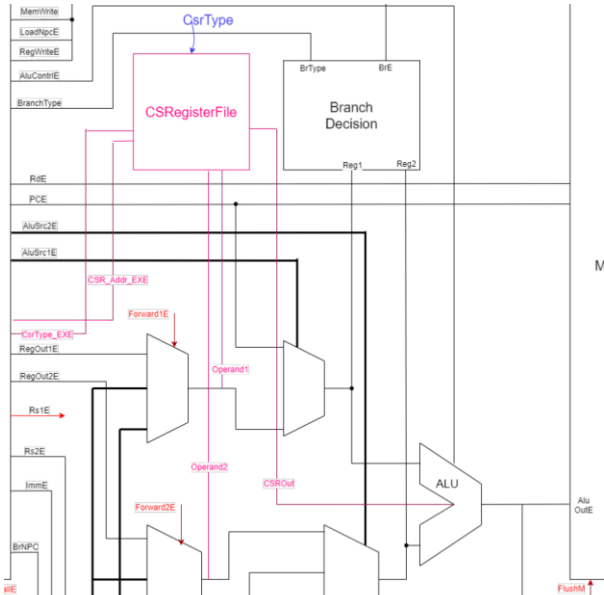 CsrType
MemWrite
LoadNpcE
RegWriteE
AluContrlE
BranchType
BrType
BrE
CSRegisterFile
Branch
Decision
Reg1
Reg2
RdE
PCE
AluSrc2E
AluSrc1E
M
CSR_Addr_EXE
CsrType_EXE
Forward1E
RegOut1E
RegOut2E
Operand1
Rs1E
Rs2E
Operand2
CSROut
ALU
ImmE
Forward2E
Alu
OutE
BrNPC
FlushM